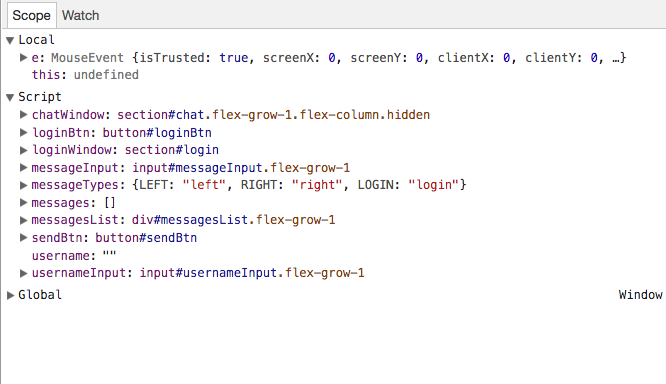 Scope Watch
Local
e: MouseEvent {isTrusted: true, screenX: 0, screenY: 0, clientX: 0, clientY: 0, …}
this: undefined
Script
chatWindow: section#chat.flex-grow-1.flex-column.hidden
loginBtn: button#loginBtn
loginWindow: section#login
messageInput: input#messageInput.flex-grow-1
messageTypes: {LEFT: "left", RIGHT: "right", LOGIN: "login"}
messages: []
messagesList: div#messagesList.flex-grow-1
sendBtn: button#sendBtn
username: ""
usernameInput: input#usernameInput.flex-grow-1
Global Window